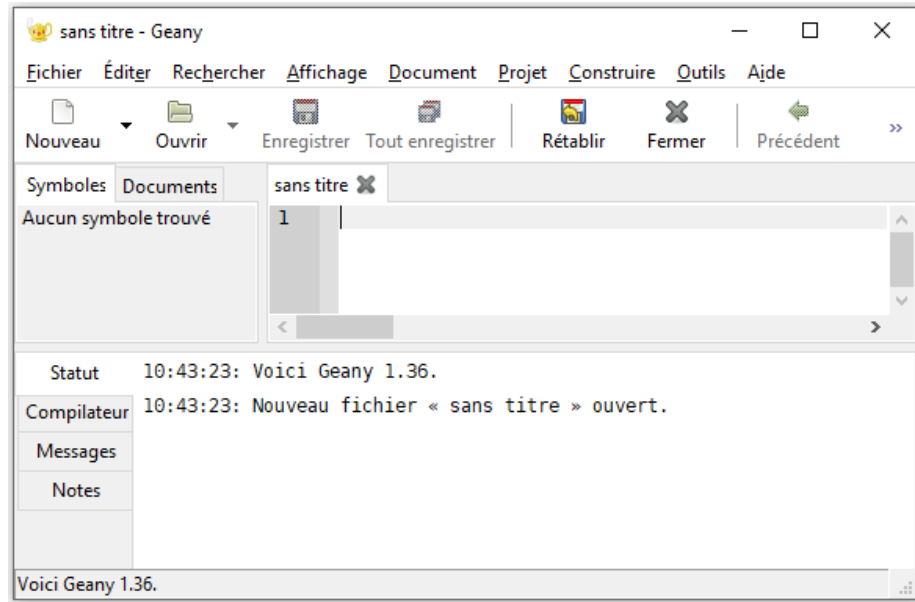 sans titre - Geany
Fichier Éditer Rechercher Affichage Document Projet Construire Outils Aide
Nouveau Ouvrir Enregistrer Tout enregistrer Rétablir Fermer Précédent »
Symboles Documents sans titre
Aucun symbole trouvé 1
Statut 10:43:23: Voici Geany 1.36.
Compilateur 10:43:23: Nouveau fichier « sans titre » ouvert.
Messages
Notes
Voici Geany 1.36.